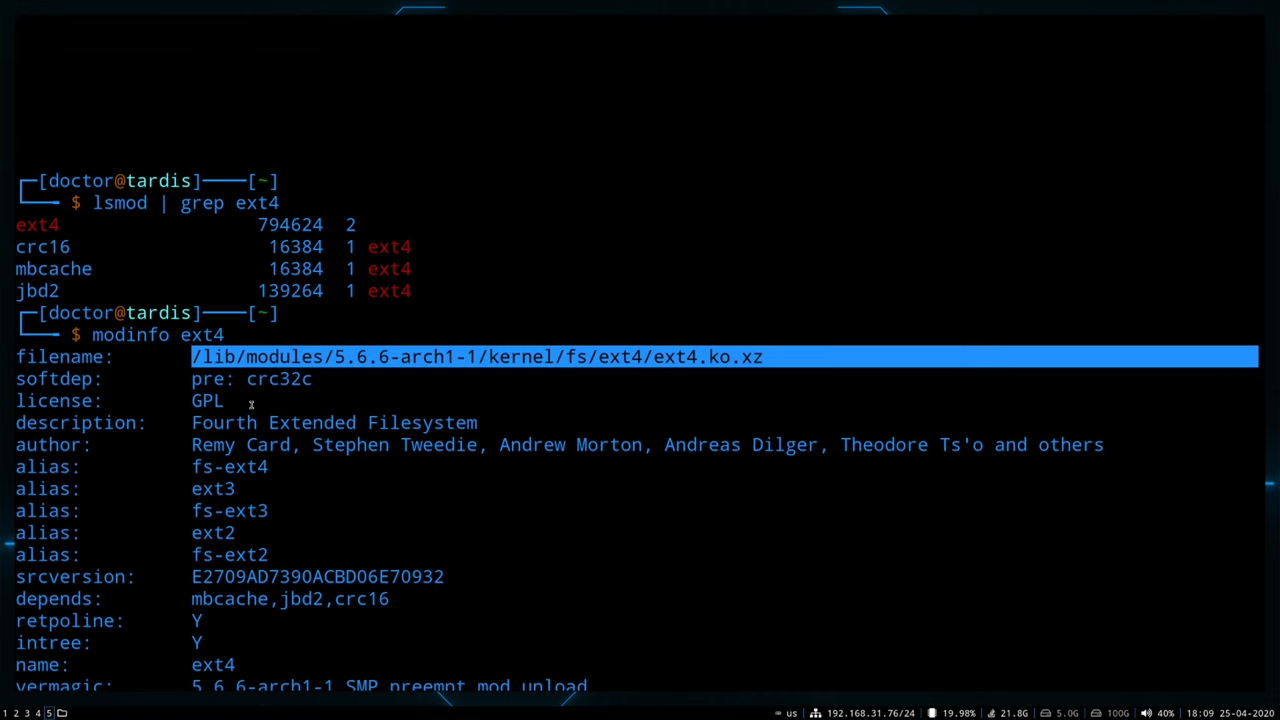 ┌─[doctor@tardis]────[~]
└── $ lsmod | grep ext4
ext4 794624 2
crc16 16384 1 ext4
mbcache 16384 1 ext4
jbd2 139264 1 ext4
┌─[doctor@tardis]────[~]
└── $ modinfo ext4
filename: /lib/modules/5.6.6-arch1-1/kernel/fs/ext4/ext4.ko.xz
softdep: pre: crc32c
license: GPL
description: Fourth Extended Filesystem
author: Remy Card, Stephen Tweedie, Andrew Morton, Andreas Dilger, Theodore Ts'o and others
alias: fs-ext4
alias: ext3
alias: fs-ext3
alias: ext2
alias: fs-ext2
srcversion: E2709AD7390ACBD06E70932
depends: mbcache,jbd2,crc16
retpoline: Y
intree: Y
name: ext4
vermagic: 5.6.6-arch1-1 SMP preempt mod_unload
1 2 3 4 5 us 192.168.31.76/24 19.98% 21.8G 5.0G 100G 40% 18:09 25-04-2020